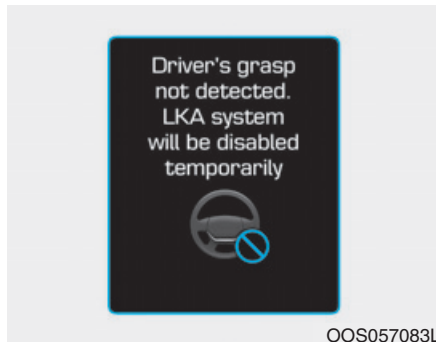 Driver's grasp
not detected.
LKA system
will be disabled
temporarily
OOS057083L